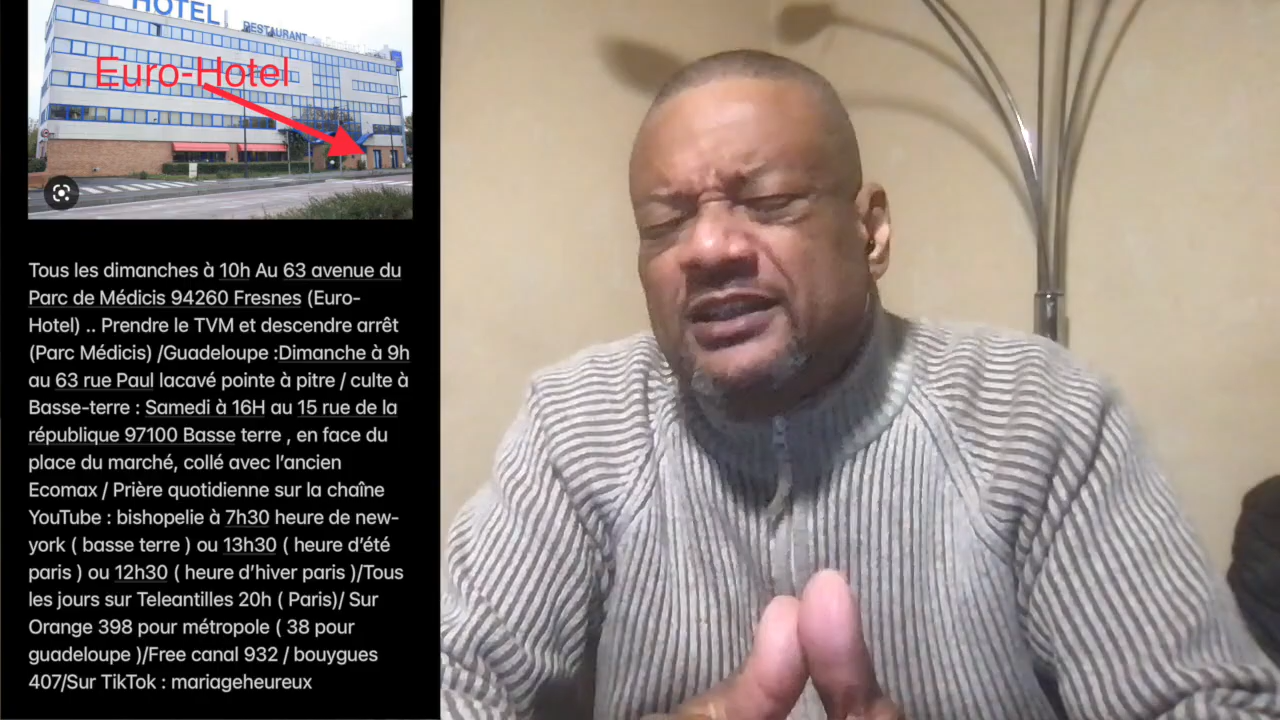 HOTEL
RESTAURANT
Euro-Hotel
Tous les dimanches à 10h Au 63 avenue du
Parc de Médicis 94260 Fresnes (Euro-
Hotel) .. Prendre le TVM et descendre arrêt
(Parc Médicis) /Guadeloupe :Dimanche à 9h
au 63 rue Paul lacavé pointe à pitre / culte à
Basse-terre : Samedi à 16H au 15 rue de la
république 97100 Basse terre , en face du
place du marché, collé avec l’ancien
Ecomax / Prière quotidienne sur la chaîne
YouTube : bishopelie à 7h30 heure de new-
york ( basse terre ) ou 13h30 ( heure d’été
paris ) ou 12h30 ( heure d’hiver paris )/Tous
les jours sur Teleantilles 20h ( Paris)/ Sur
Orange 398 pour métropole ( 38 pour
guadeloupe )/Free canal 932 / bouygues
407/Sur TikTok : mariageheureux